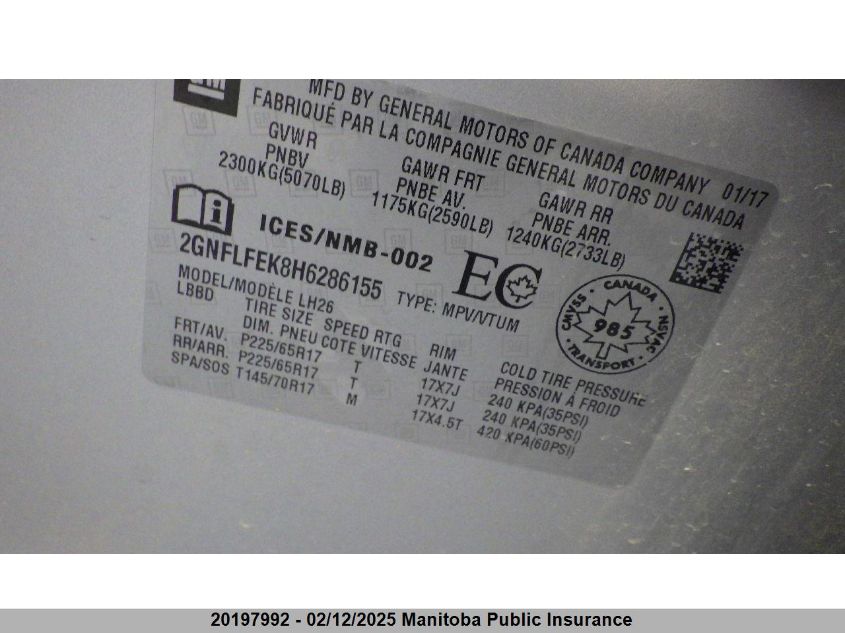 GM
MFD BY GENERAL MOTORS OF CANADA COMPANY 01/17
FABRIQUÉ PAR LA COMPAGNIE GENERAL MOTORS DU CANADA
GVWR GAWR FRT GAWR RR
PNBV PNBE AV. PNBE ARR.
2300KG(5070LB) 1175KG(2590LB) 1240KG(2733LB)
ICES/NMB-002 EC
2GNFLFEK8H6286155 TYPE: MPV/VTUM
CMVSS · CANADA · NSVAC · TRANSPORT ·
985
MODEL/MODÈLE LH26
LBBD TIRE SIZE SPEED RTG RIM COLD TIRE PRESSURE
DIM. PNEU COTE VITESSE JANTE PRESSION À FROID
FRT/AV. P225/65R17 T 17X7J 240 KPA(35PSI)
RR/ARR. P225/65R17 T 17X7J 240 KPA(35PSI)
SPA/SOS T145/70R17 M 17X4.5T 420 KPA(60PSI)
20197992 - 02/12/2025 Manitoba Public Insurance